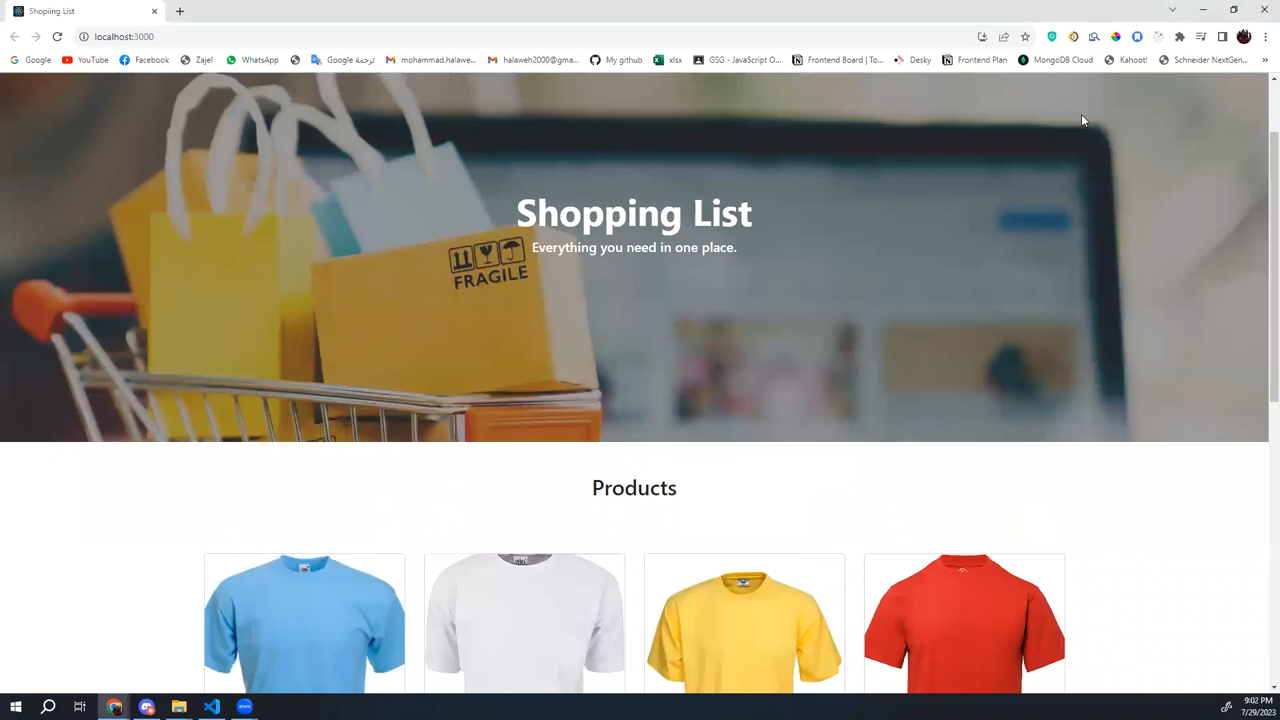 Shopiing List
localhost:3000
Google YouTube Facebook Zajel WhatsApp ترجمة Google mohammad.halawe... halaweh2000@gma... My github xlsx GSG - JavaScript O... Frontend Board | To... Desky Frontend Plan MongoDB Cloud Kahoot! Schneider NextGen...
Shopping List
Everything you need in one place.
FRAGILE
Products
zoom
9:02 PM
7/29/2023